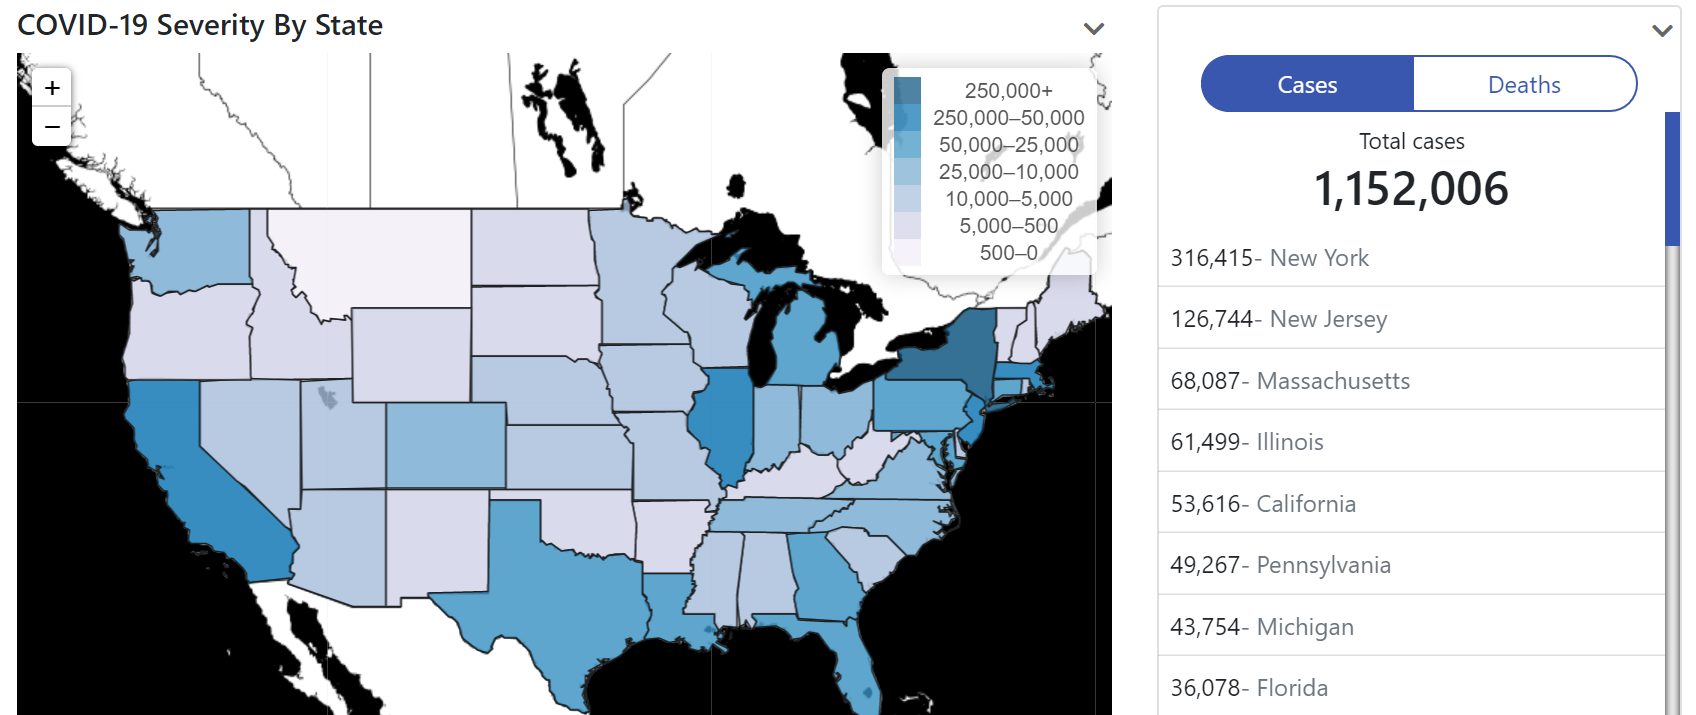 COVID-19 Severity By State
+
−
250,000+
250,000–50,000
50,000–25,000
25,000–10,000
10,000–5,000
5,000–500
500–0
Cases
Deaths
Total cases
1,152,006
316,415- New York
126,744- New Jersey
68,087- Massachusetts
61,499- Illinois
53,616- California
49,267- Pennsylvania
43,754- Michigan
36,078- Florida